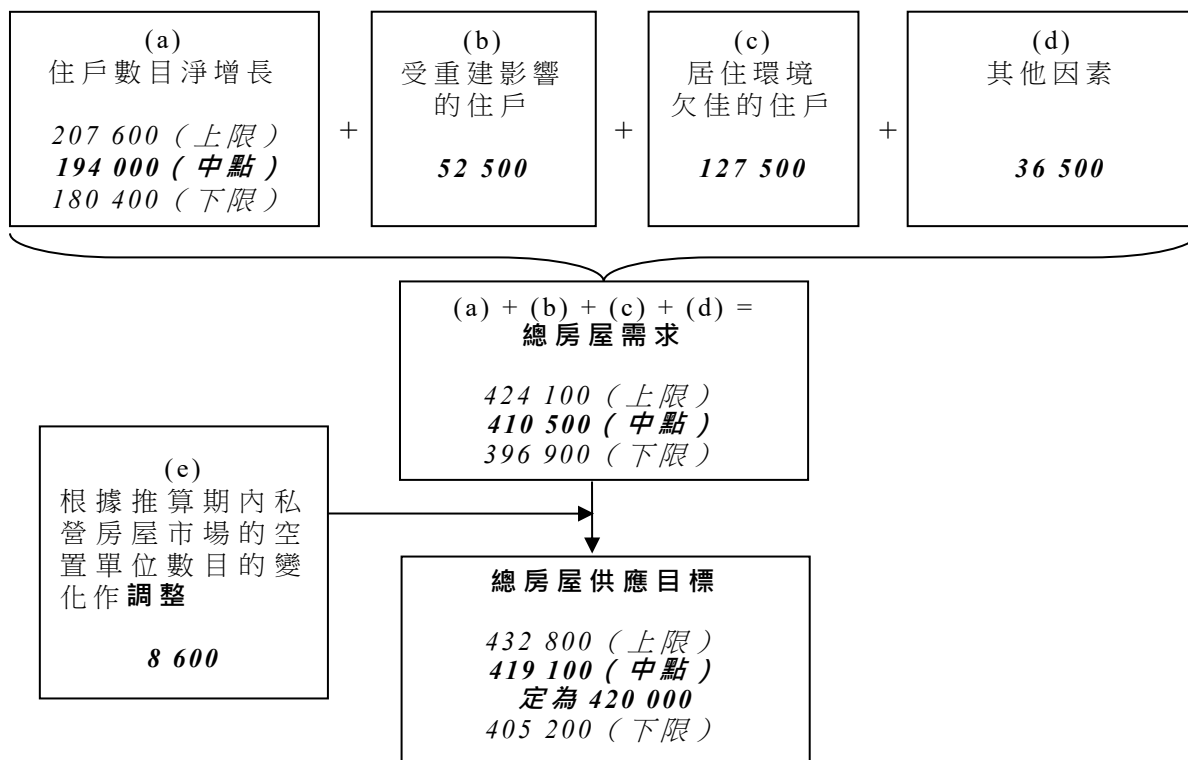 (a)
住戶數目淨增長
207 600（上限）
194 000（中點）
180 400（下限）
+
(b)
受重建影響
的住戶
52 500
+
(c)
居住環境
欠佳的住戶
127 500
+
(d)
其他因素
36 500
(a) + (b) + (c) + (d) =
總房屋需求
424 100（上限）
410 500（中點）
396 900（下限）
(e)
根據推算期內私
營房屋市場的空
置單位數目的變
化作調整
8 600
總房屋供應目標
432 800（上限）
419 100（中點）
定為 420 000
405 200（下限）